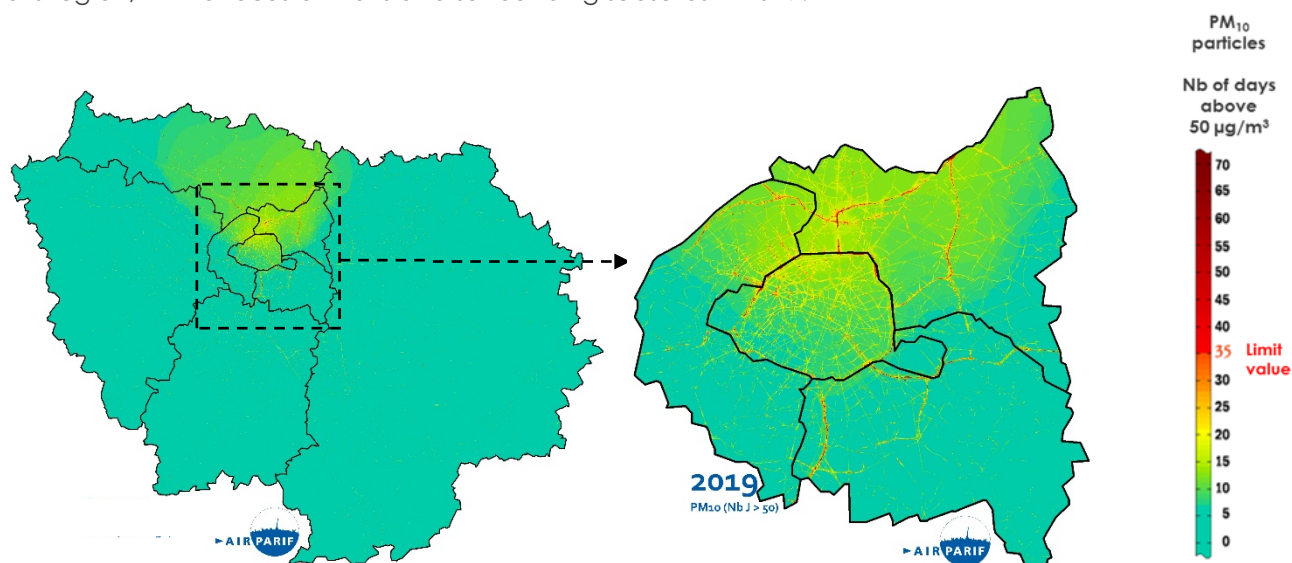 PM₁₀
particles
Nb of days
above
50 µg/m³
70
65
60
55
50
45
40
35 Limit
value
30
25
20
15
10
5
0
2019
PM10 (Nb J > 50)
AIRPARIF
AIRPARIF